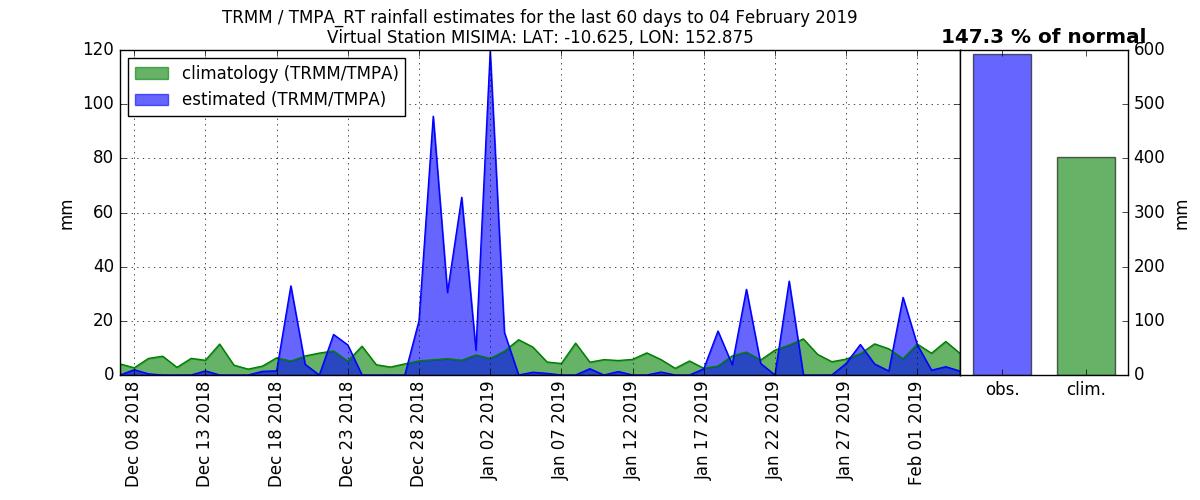 TRMM / TMPA_RT rainfall estimates for the last 60 days to 04 February 2019
Virtual Station MISIMA: LAT: -10.625, LON: 152.875
147.3 % of normal
climatology (TRMM/TMPA)
estimated (TRMM/TMPA)
120
100
80
60
40
20
0
mm
Dec 08 2018
Dec 13 2018
Dec 18 2018
Dec 23 2018
Dec 28 2018
Jan 02 2019
Jan 07 2019
Jan 12 2019
Jan 17 2019
Jan 22 2019
Jan 27 2019
Feb 01 2019
600
500
400
300
200
100
0
mm
obs.
clim.